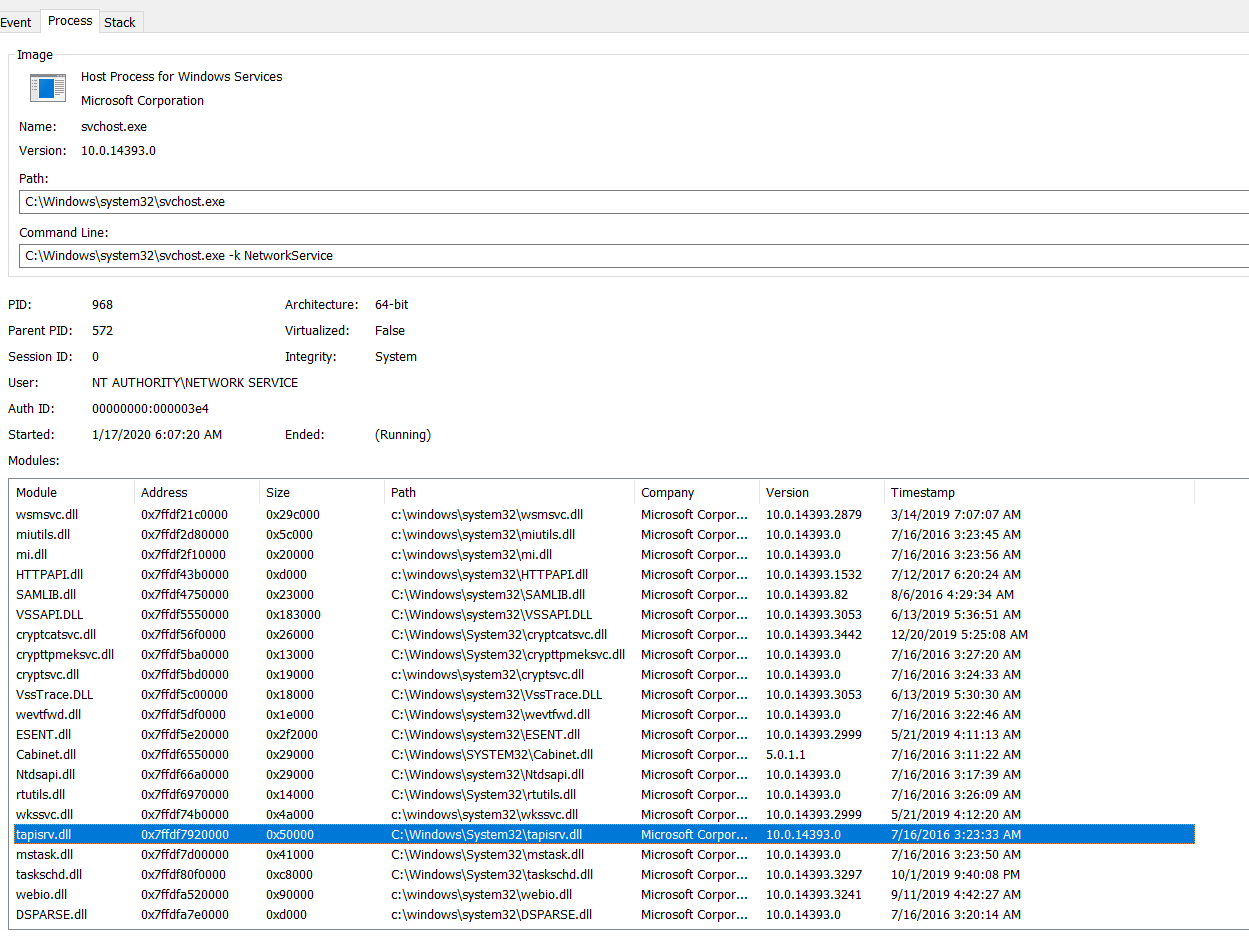 Event Process Stack
Image
Host Process for Windows Services
Microsoft Corporation
Name: svchost.exe
Version: 10.0.14393.0
Path:
C:\Windows\system32\svchost.exe
Command Line:
C:\Windows\system32\svchost.exe -k NetworkService
PID: 968 Architecture: 64-bit
Parent PID: 572 Virtualized: False
Session ID: 0 Integrity: System
User: NT AUTHORITY\NETWORK SERVICE
Auth ID: 00000000:000003e4
Started: 1/17/2020 6:07:20 AM Ended: (Running)
Modules:
Module Address Size Path Company Version Timestamp
wsmsvc.dll 0x7ffdf21c0000 0x29c000 c:\windows\system32\wsmsvc.dll Microsoft Corpor... 10.0.14393.2879 3/14/2019 7:07:07 AM
miutils.dll 0x7ffdf2d80000 0x5c000 c:\windows\system32\miutils.dll Microsoft Corpor... 10.0.14393.0 7/16/2016 3:23:45 AM
mi.dll 0x7ffdf2f10000 0x20000 c:\windows\system32\mi.dll Microsoft Corpor... 10.0.14393.0 7/16/2016 3:23:56 AM
HTTPAPI.dll 0x7ffdf43b0000 0xd000 c:\windows\system32\HTTPAPI.dll Microsoft Corpor... 10.0.14393.1532 7/12/2017 6:20:24 AM
SAMLIB.dll 0x7ffdf4750000 0x23000 C:\Windows\system32\SAMLIB.dll Microsoft Corpor... 10.0.14393.82 8/6/2016 4:29:34 AM
VSSAPI.DLL 0x7ffdf5550000 0x183000 C:\Windows\system32\VSSAPI.DLL Microsoft Corpor... 10.0.14393.3053 6/13/2019 5:36:51 AM
cryptcatsvc.dll 0x7ffdf56f0000 0x26000 C:\Windows\System32\cryptcatsvc.dll Microsoft Corpor... 10.0.14393.3442 12/20/2019 5:25:08 AM
crypttpmeksvc.dll 0x7ffdf5ba0000 0x13000 C:\Windows\System32\crypttpmeksvc.dll Microsoft Corpor... 10.0.14393.0 7/16/2016 3:27:20 AM
cryptsvc.dll 0x7ffdf5bd0000 0x19000 c:\windows\system32\cryptsvc.dll Microsoft Corpor... 10.0.14393.0 7/16/2016 3:24:33 AM
VssTrace.DLL 0x7ffdf5c00000 0x18000 C:\Windows\system32\VssTrace.DLL Microsoft Corpor... 10.0.14393.3053 6/13/2019 5:30:30 AM
wevtfwd.dll 0x7ffdf5df0000 0x1e000 C:\Windows\system32\wevtfwd.dll Microsoft Corpor... 10.0.14393.0 7/16/2016 3:22:46 AM
ESENT.dll 0x7ffdf5e20000 0x2f2000 C:\Windows\system32\ESENT.dll Microsoft Corpor... 10.0.14393.2999 5/21/2019 4:11:13 AM
Cabinet.dll 0x7ffdf6550000 0x29000 C:\Windows\SYSTEM32\Cabinet.dll Microsoft Corpor... 5.0.1.1 7/16/2016 3:11:22 AM
Ntdsapi.dll 0x7ffdf66a0000 0x29000 C:\Windows\system32\Ntdsapi.dll Microsoft Corpor... 10.0.14393.0 7/16/2016 3:17:39 AM
rtutils.dll 0x7ffdf6970000 0x14000 C:\Windows\System32\rtutils.dll Microsoft Corpor... 10.0.14393.0 7/16/2016 3:26:09 AM
wkssvc.dll 0x7ffdf74b0000 0x4a000 c:\windows\system32\wkssvc.dll Microsoft Corpor... 10.0.14393.2999 5/21/2019 4:12:20 AM
tapisrv.dll 0x7ffdf7920000 0x50000 C:\Windows\System32\tapisrv.dll Microsoft Corpor... 10.0.14393.0 7/16/2016 3:23:33 AM
mstask.dll 0x7ffdf7d00000 0x41000 C:\Windows\System32\mstask.dll Microsoft Corpor... 10.0.14393.0 7/16/2016 3:23:50 AM
taskschd.dll 0x7ffdf80f0000 0xc8000 C:\Windows\System32\taskschd.dll Microsoft Corpor... 10.0.14393.3297 10/1/2019 9:40:08 PM
webio.dll 0x7ffdfa520000 0x90000 c:\windows\system32\webio.dll Microsoft Corpor... 10.0.14393.3241 9/11/2019 4:42:27 AM
DSPARSE.dll 0x7ffdfa7e0000 0xd000 c:\windows\system32\DSPARSE.dll Microsoft Corpor... 10.0.14393.0 7/16/2016 3:20:14 AM